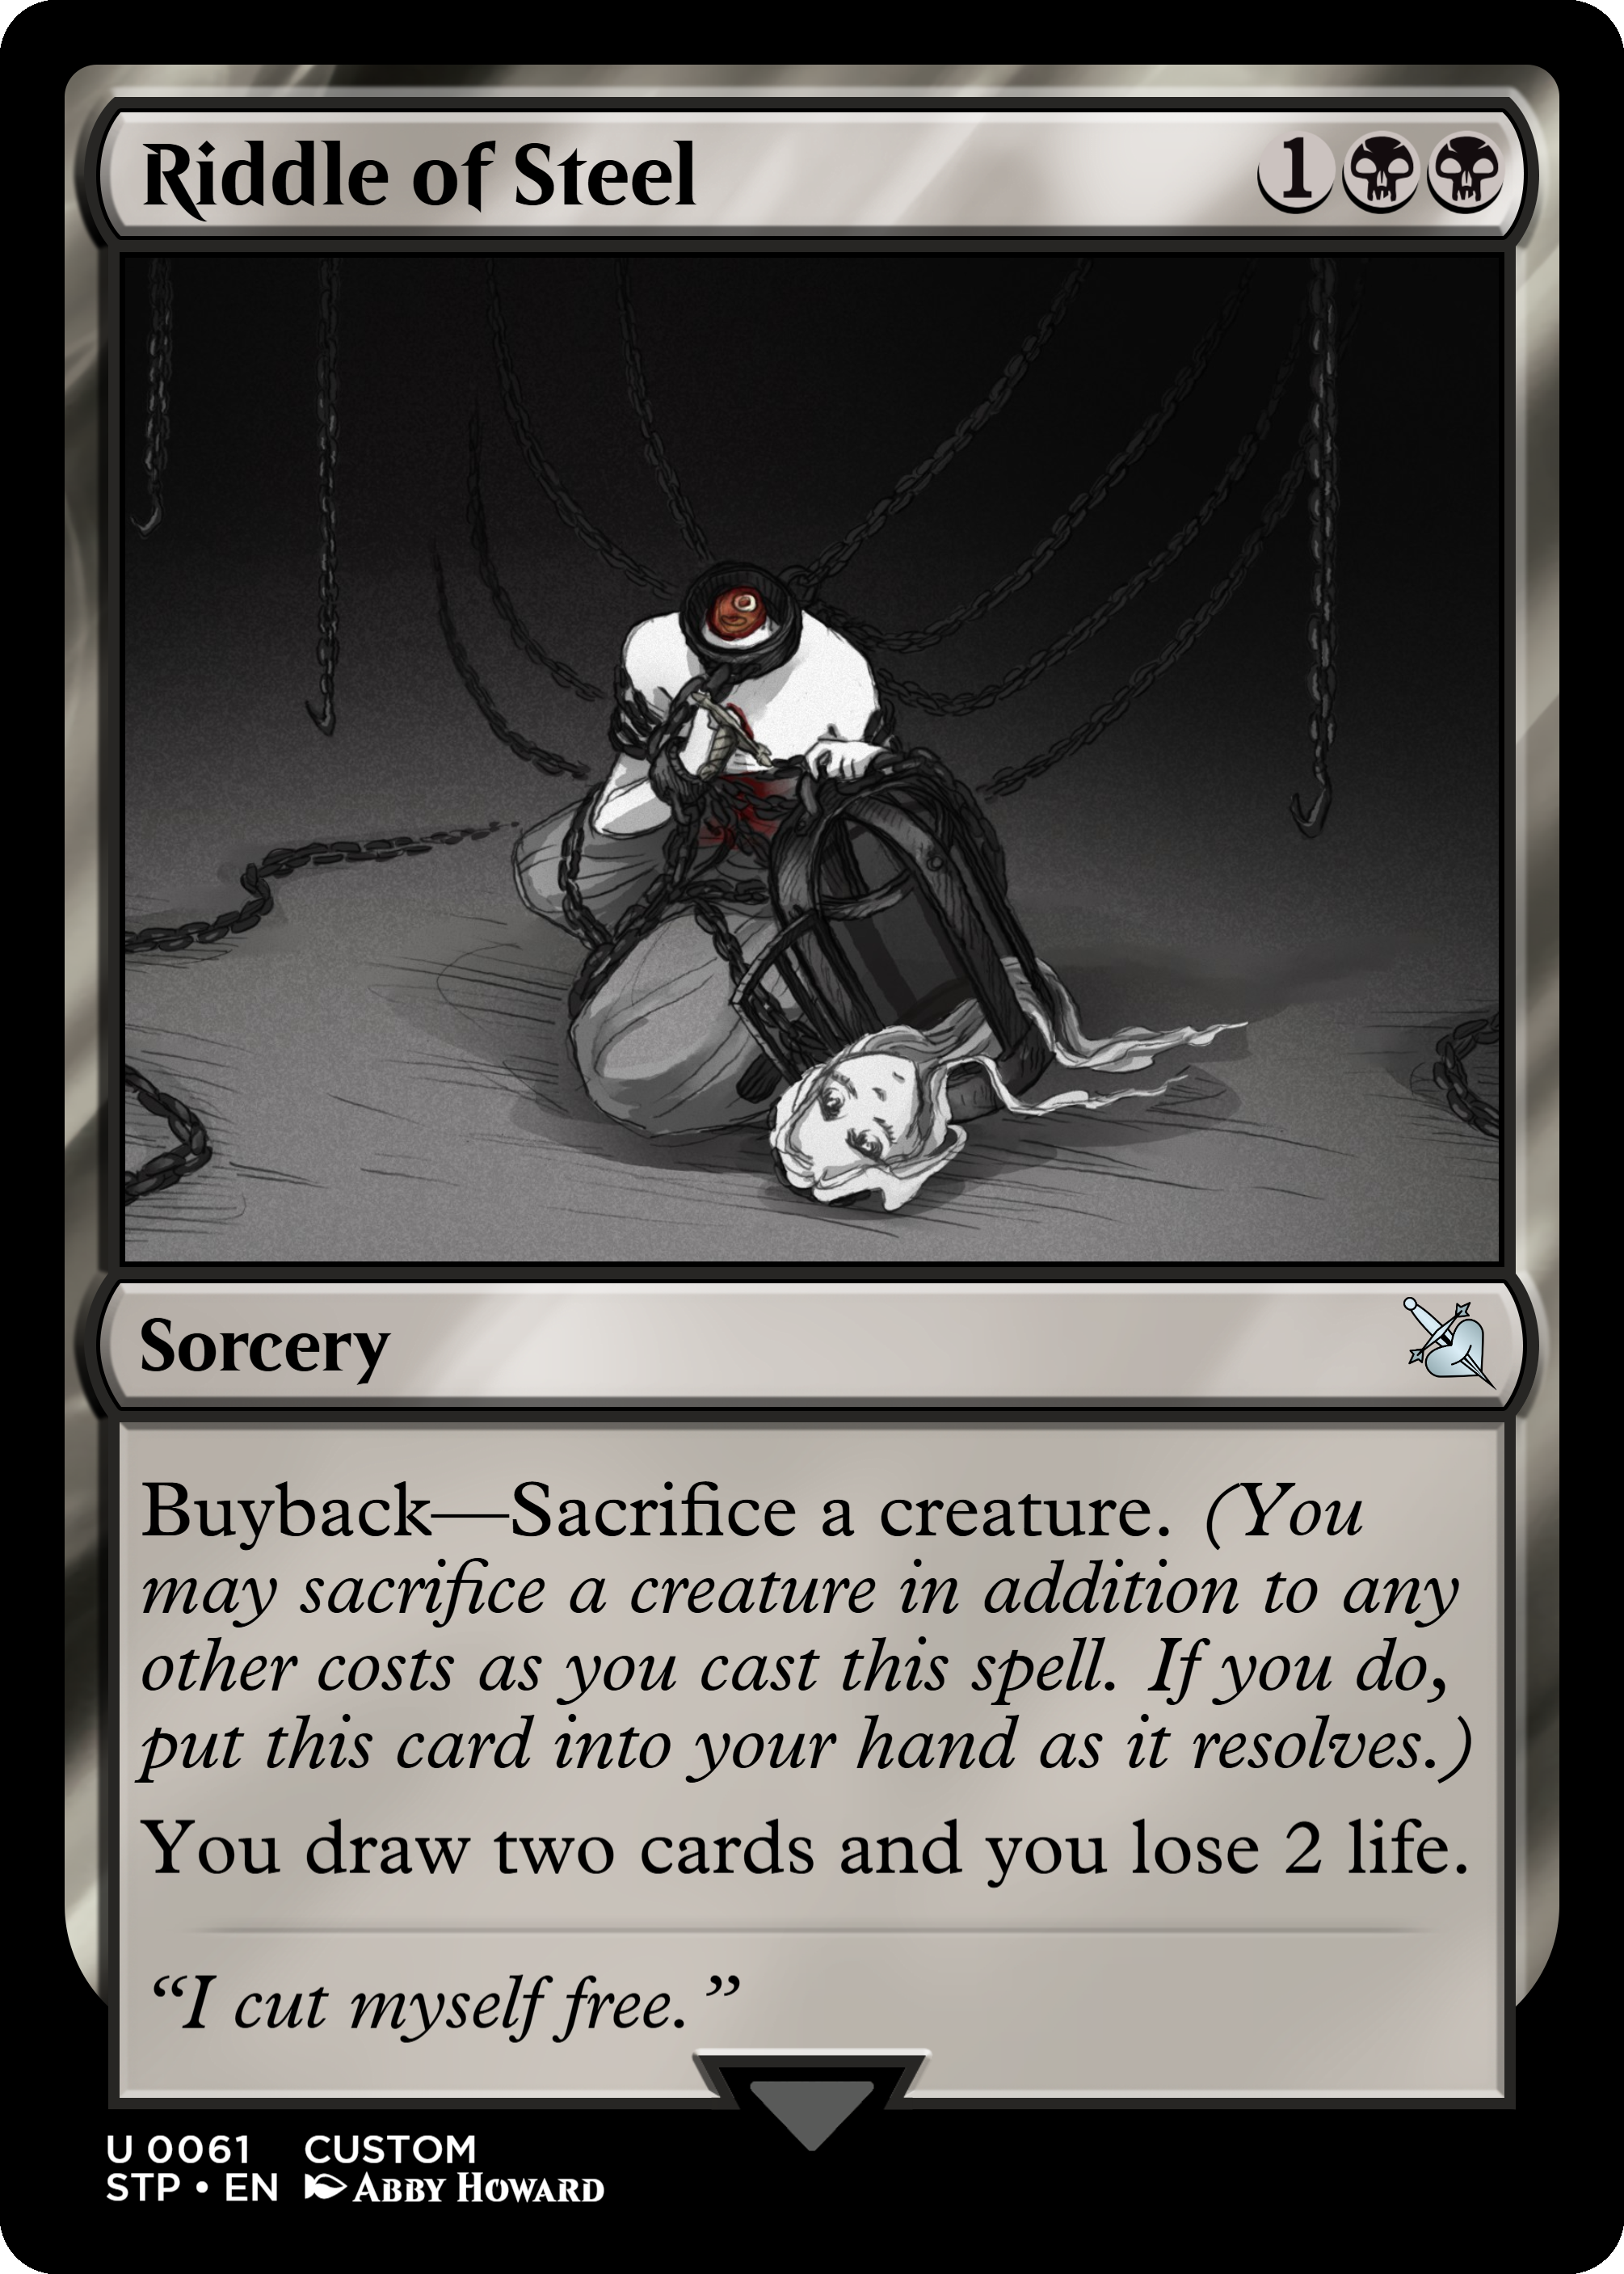 Riddle of Steel 1
Sorcery
Buyback—Sacrifice a creature. (You
may sacrifice a creature in addition to any
other costs as you cast this spell. If you do,
put this card into your hand as it resolves.)
You draw two cards and you lose 2 life.
“I cut myself free.”
U 0061 CUSTOM
STP • EN ABBY HOWARD